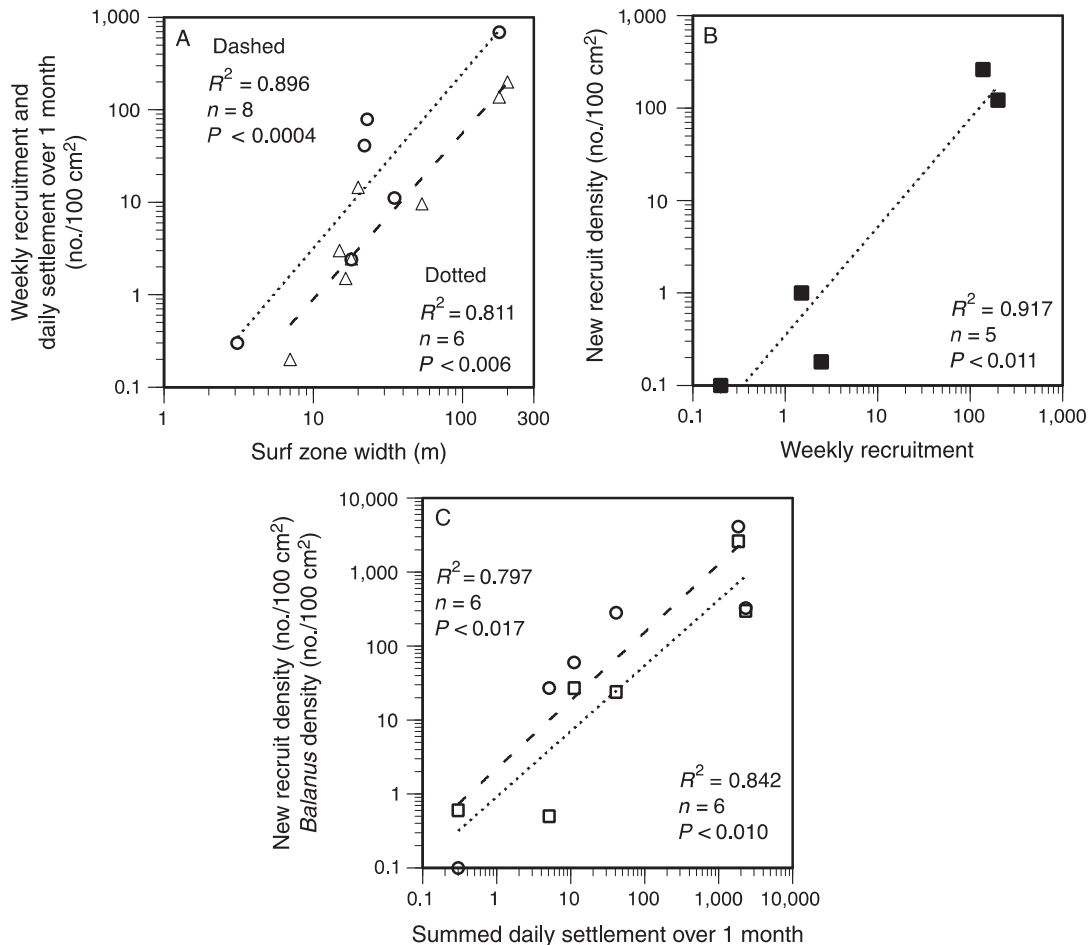 A
Dashed
R² = 0.896
n = 8
P < 0.0004
Dotted
R² = 0.811
n = 6
P < 0.006
1,000
100
10
1
0.1
1
10
100
300
Surf zone width (m)
Weekly recruitment and
daily settlement over 1 month
(no./100 cm²)
B
R² = 0.917
n = 5
P < 0.011
1,000
100
10
1
0.1
0.1
1
10
100
1,000
Weekly recruitment
New recruit density (no./100 cm²)
C
R² = 0.797
n = 6
P < 0.017
R² = 0.842
n = 6
P < 0.010
10,000
1,000
100
10
1
0.1
0.1
1
10
100
1,000
10,000
Summed daily settlement over 1 month
New recruit density (no./100 cm²)
Balanus density (no./100 cm²)